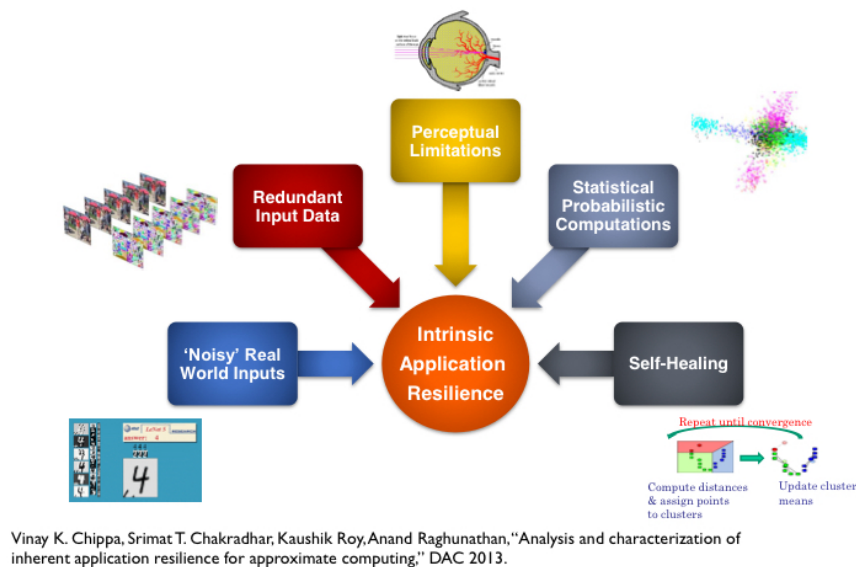 Perceptual
Limitations
Redundant
Input Data
Statistical
Probabilistic
Computations
'Noisy' Real
World Inputs
Intrinsic
Application
Resilience
Self-Healing
Repeat until convergence
Compute distances
& assign points
to clusters
Update cluster
means
4
Vinay K. Chippa, Srimat T. Chakradhar, Kaushik Roy, Anand Raghunathan, “Analysis and characterization of
inherent application resilience for approximate computing,” DAC 2013.